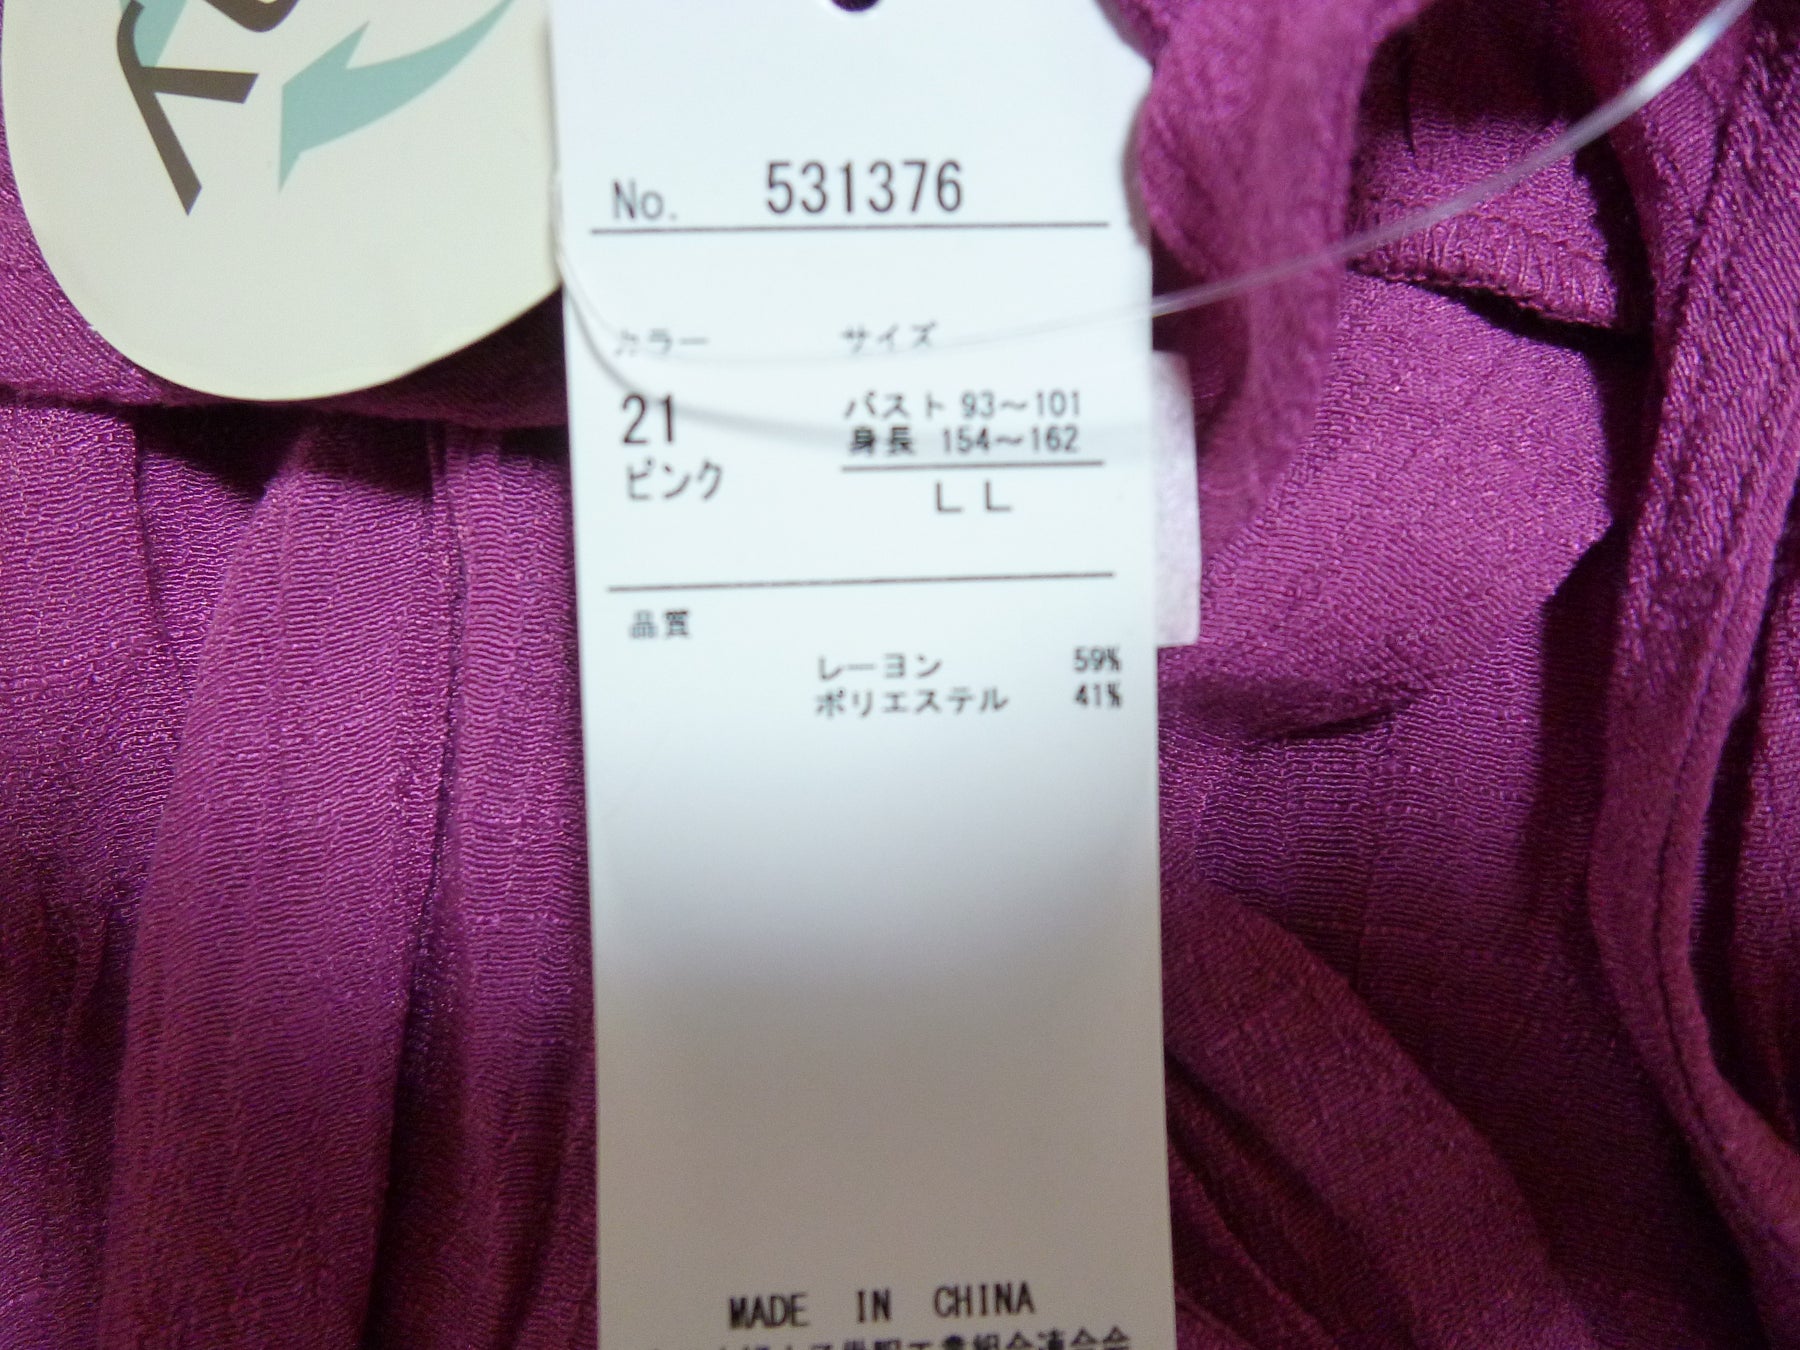 No. 531376
カラー サイズ
21 バスト 93～101
ピンク 身長 154～162
LL
品質
レーヨン 59%
ポリエステル 41%
MADE IN CHINA